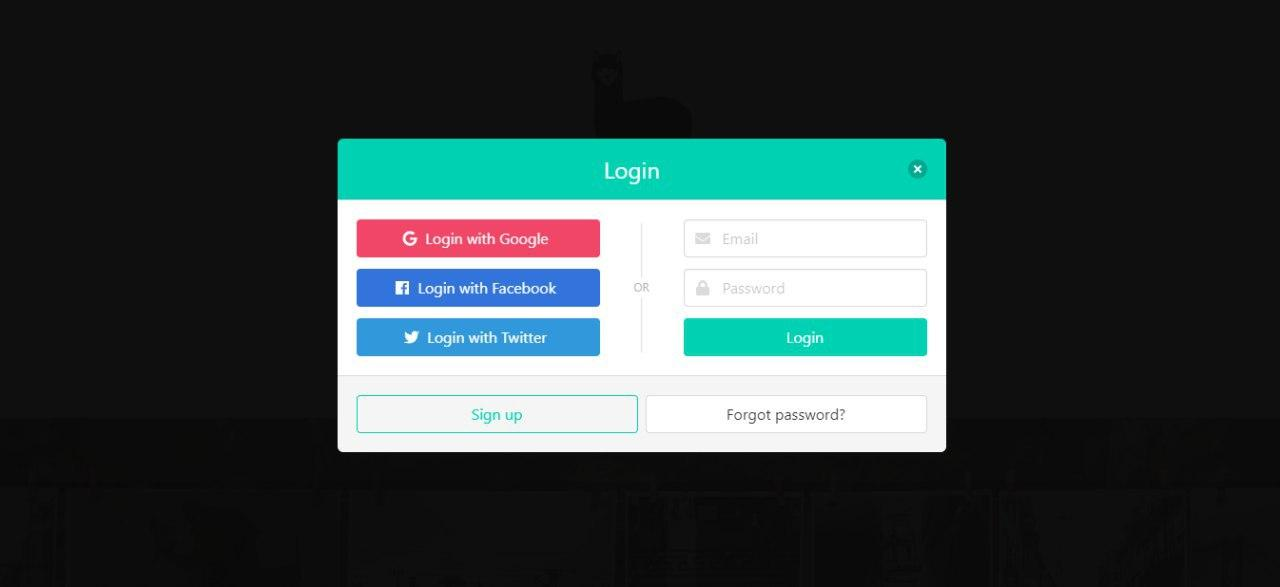 Login
Login with Google
Login with Facebook
Login with Twitter
OR
Email
Password
Login
Sign up
Forgot password?